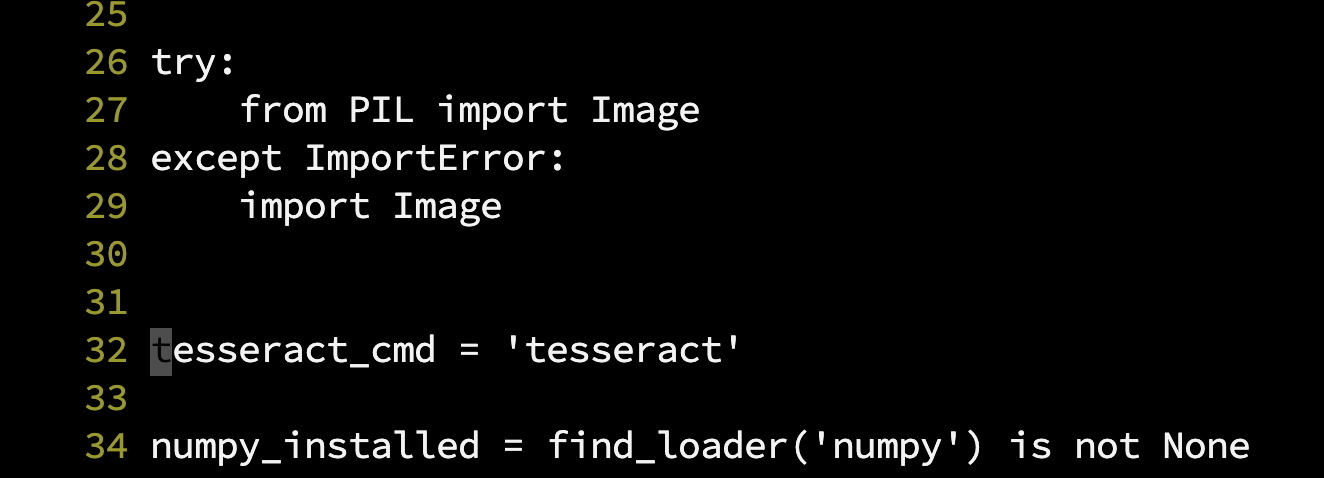 25
26 try:
27     from PIL import Image
28 except ImportError:
29     import Image
30
31
32 tesseract_cmd = 'tesseract'
33
34 numpy_installed = find_loader('numpy') is not None